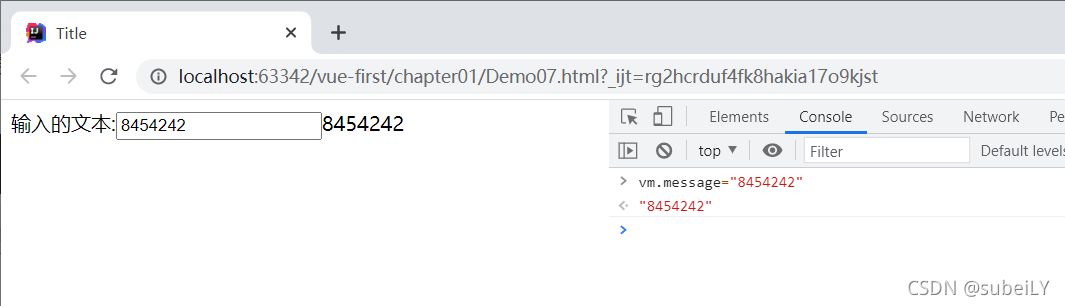 Title
localhost:63342/vue-first/chapter01/Demo07.html?_ijt=rg2hcrduf4fk8hakia17o9kjst
输入的文本:8454242 8454242
Elements Console Sources Network Pe
top Filter Default levels
vm.message="8454242"
"8454242"
CSDN @subeiLY